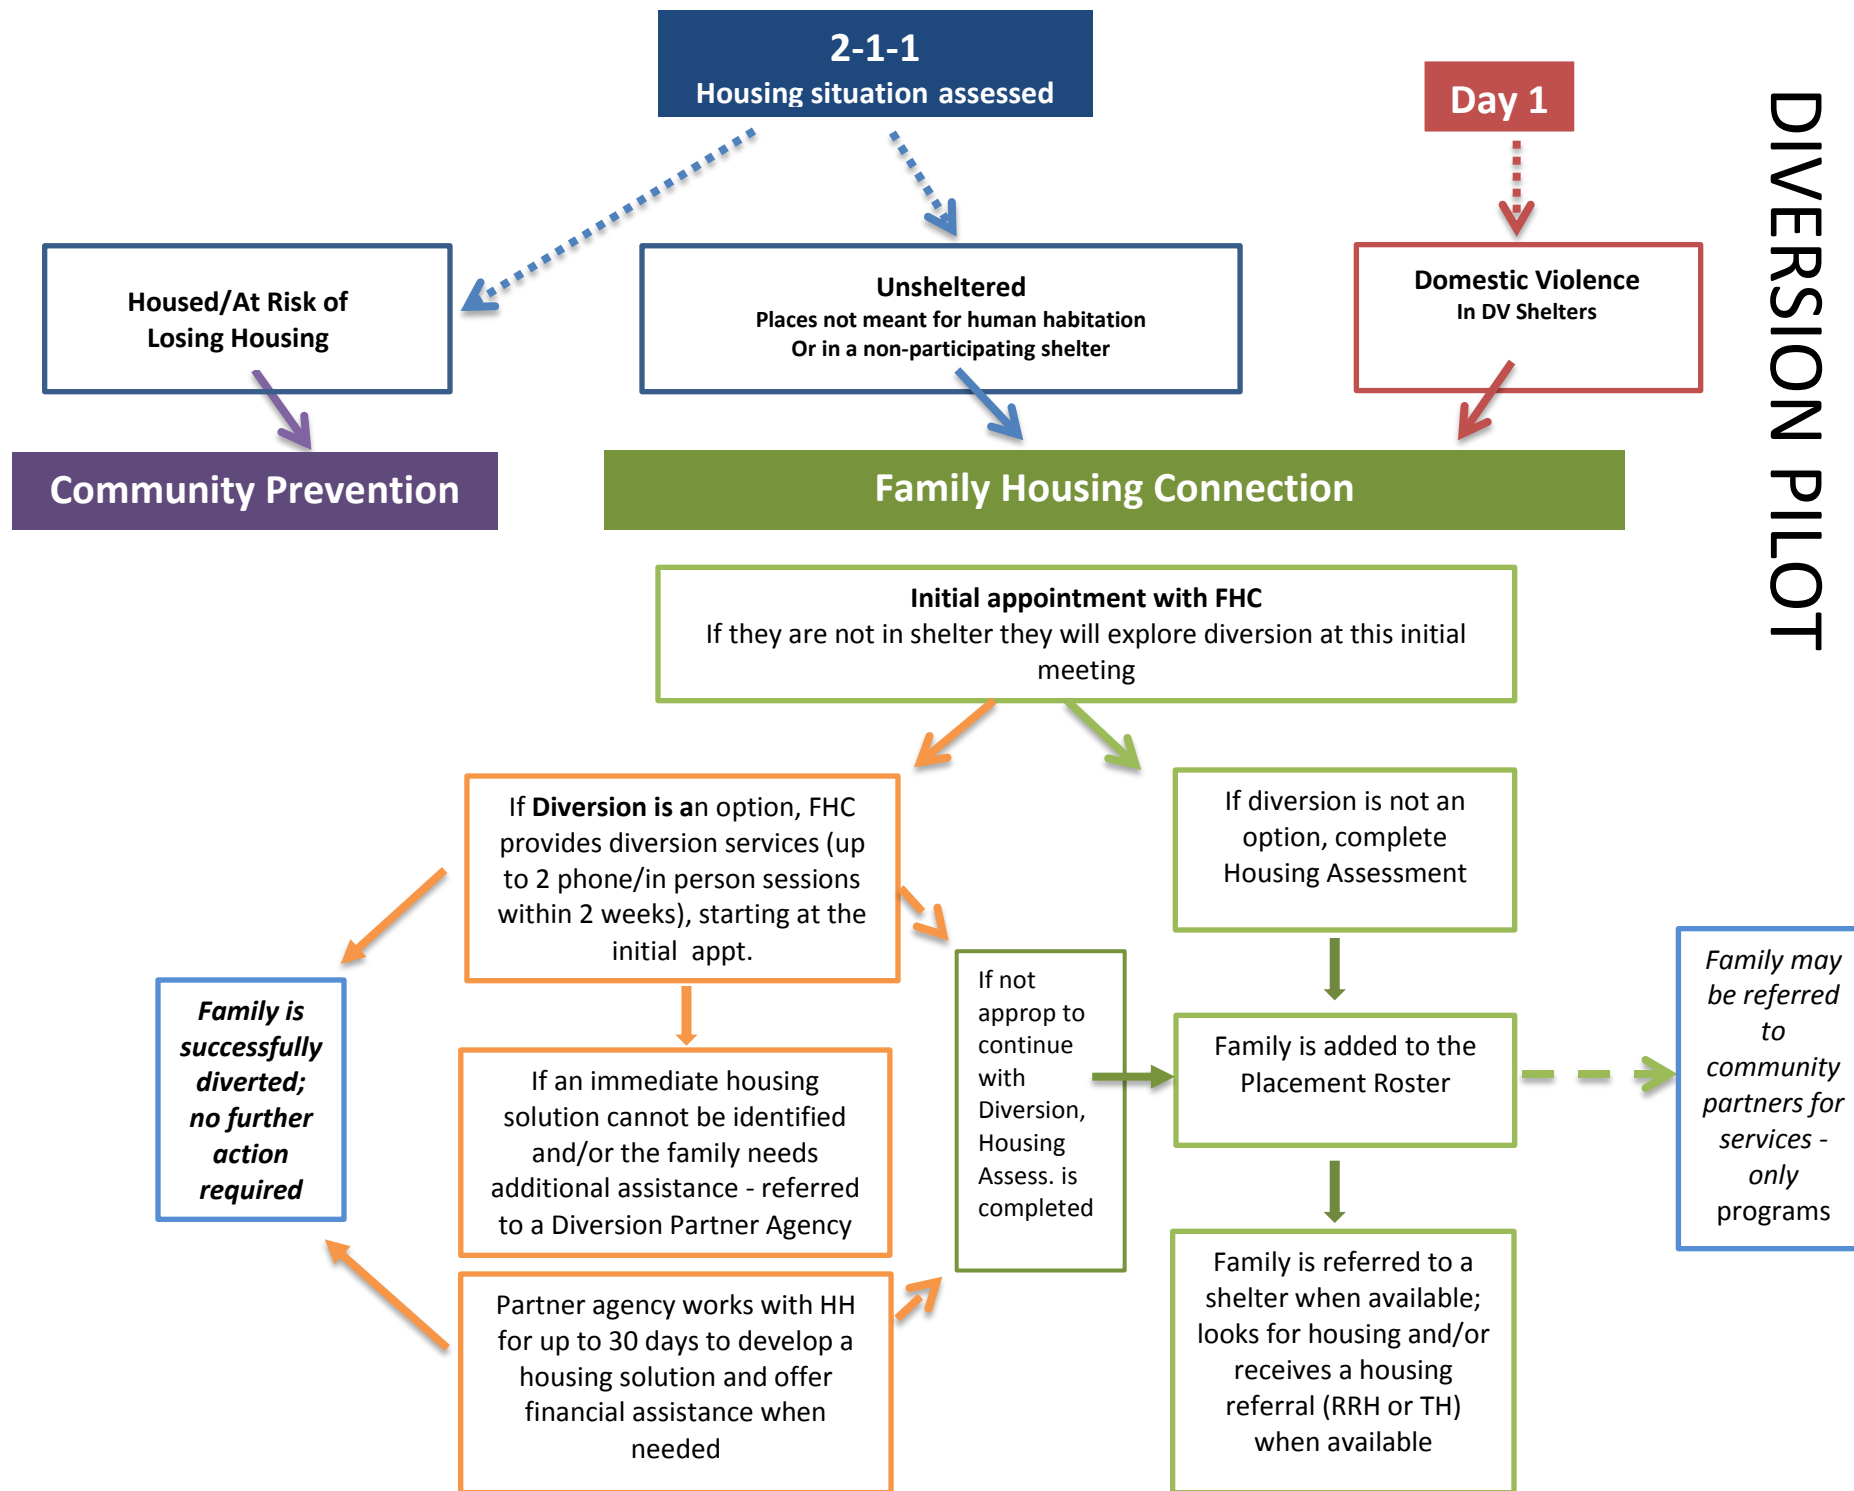 2-1-1
Housing situation assessed
Day 1
DIVERSION PILOT
Housed/At Risk of
Losing Housing
Unsheltered
Places not meant for human habitation
Or in a non-participating shelter
Domestic Violence
In DV Shelters
Community Prevention
Family Housing Connection
Initial appointment with FHC
If they are not in shelter they will explore diversion at this initial
meeting
If Diversion is an option, FHC
provides diversion services (up
to 2 phone/in person sessions
within 2 weeks), starting at the
initial appt.
If diversion is not an
option, complete
Housing Assessment
Family is
successfully
diverted;
no further
action
required
If an immediate housing
solution cannot be identified
and/or the family needs
additional assistance - referred
to a Diversion Partner Agency
If not
approp to
continue
with
Diversion,
Housing
Assess. is
completed
Family is added to the
Placement Roster
Family may
be referred
to
community
partners for
services -
only
programs
Partner agency works with HH
for up to 30 days to develop a
housing solution and offer
financial assistance when
needed
Family is referred to a
shelter when available;
looks for housing and/or
receives a housing
referral (RRH or TH)
when available